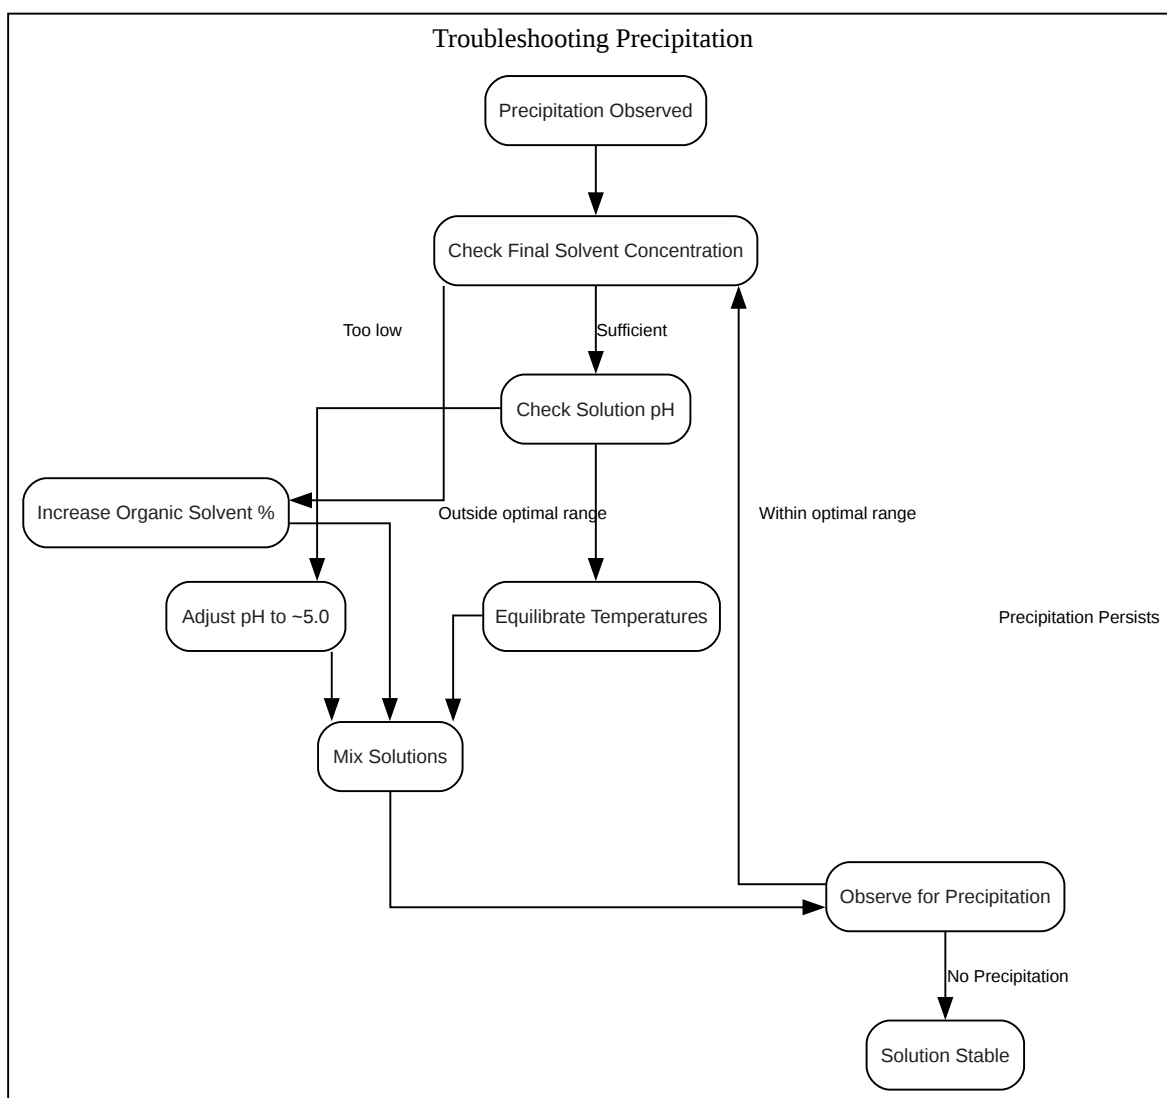 Troubleshooting Precipitation
Precipitation Observed
Check Final Solvent Concentration
Too low
Sufficient
Check Solution pH
Increase Organic Solvent %
Outside optimal range
Within optimal range
Adjust pH to ~5.0
Equilibrate Temperatures
Precipitation Persists
Mix Solutions
Observe for Precipitation
No Precipitation
Solution Stable